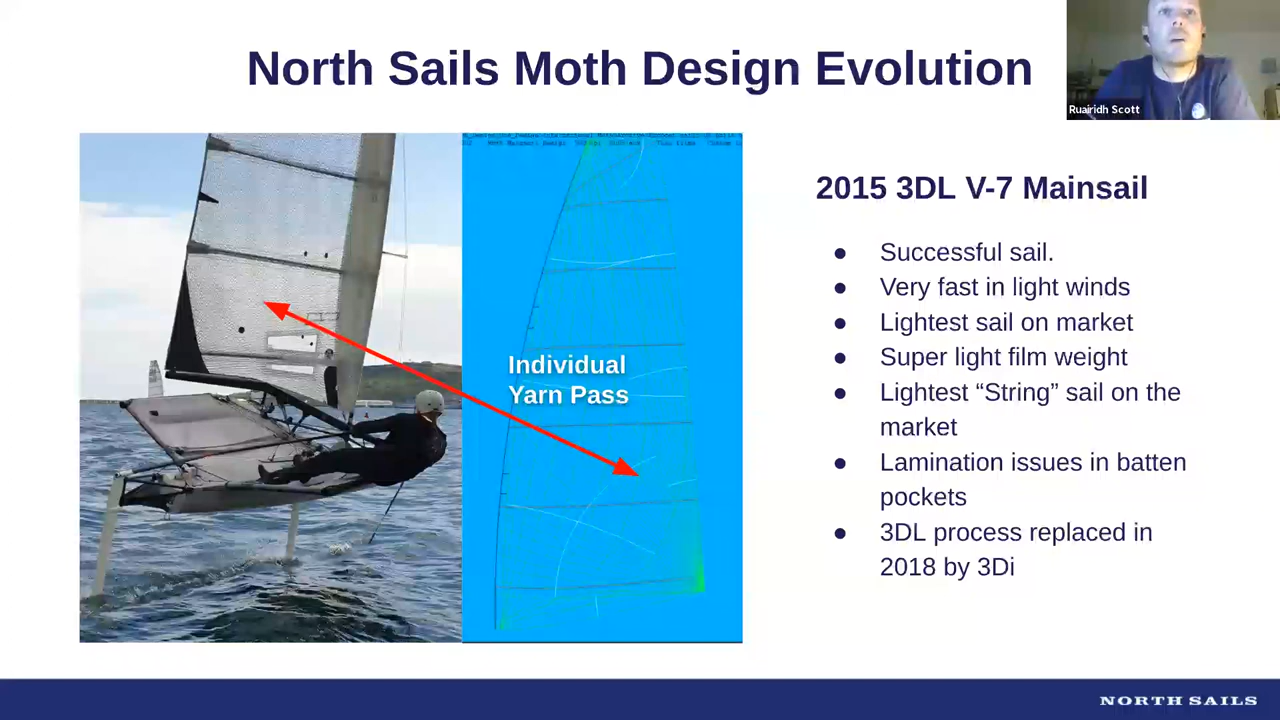 North Sails Moth Design Evolution
Ruairidh Scott
2015 3DL V-7 Mainsail
● Successful sail.
● Very fast in light winds
● Lightest sail on market
● Super light film weight
● Lightest “String” sail on the
market
● Lamination issues in batten
pockets
● 3DL process replaced in
2018 by 3Di
Individual
Yarn Pass
NORTH SAILS